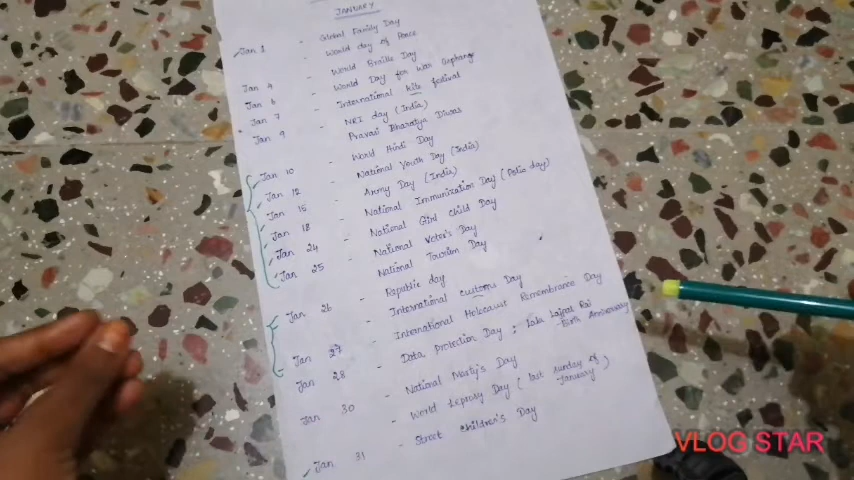 JANUARY
Jan 1 - Global Family Day
- World day of Peace
Jan 4 - World Braille Day
Jan 6 - World Day for War orphange
Jan 7 - International kite festival
Jan 9 - NRI day (India)
- Pravasi Bharatiya Diwas
Jan 10 - World Hindi Day
Jan 12 - National Youth Day (India)
Jan 15 - Army Day (India)
Jan 18 - National Immunization Day (Polio day)
Jan 24 - National Girl child Day
Jan 25 - National Voter's Day
National Tourism Day
Jan 26 - Republic day
- International customs Day
Jan 27 - International Holocaust Remembrance Day
Jan 28 - Data Protection Day ; Lala Lajpat Rai
- Birth Anniversary
Jan 30 - National Marty's Day
- World Leprosy Day (last sunday of
January)
Jan 31 - Street children's Day
VLOG STAR